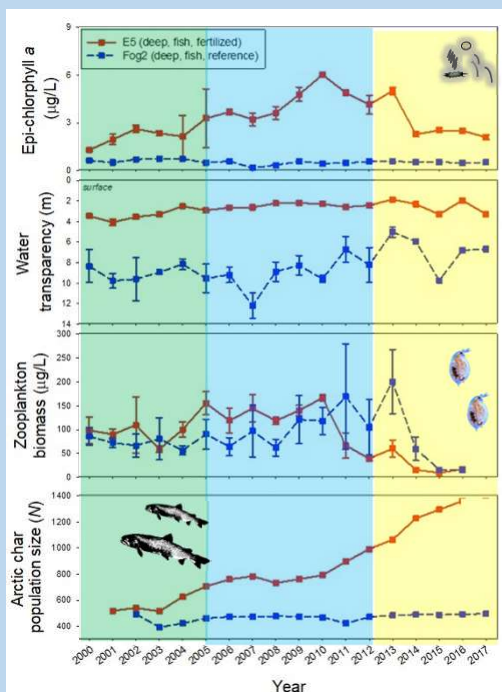 E5 (deep, fish, fertilized)
Fog2 (deep, fish, reference)
Epi-chlorophyll a
(µg/L)
9
6
3
0
surface
Water
transparency (m)
0
2
4
6
8
10
12
14
Zooplankton
biomass (µg/L)
300
250
200
150
100
50
0
Arctic char
population size (N)
1400
1200
1000
800
600
400
2000 2001 2002 2003 2004 2005 2006 2007 2008 2009 2010 2011 2012 2013 2014 2015 2016 2017
Year